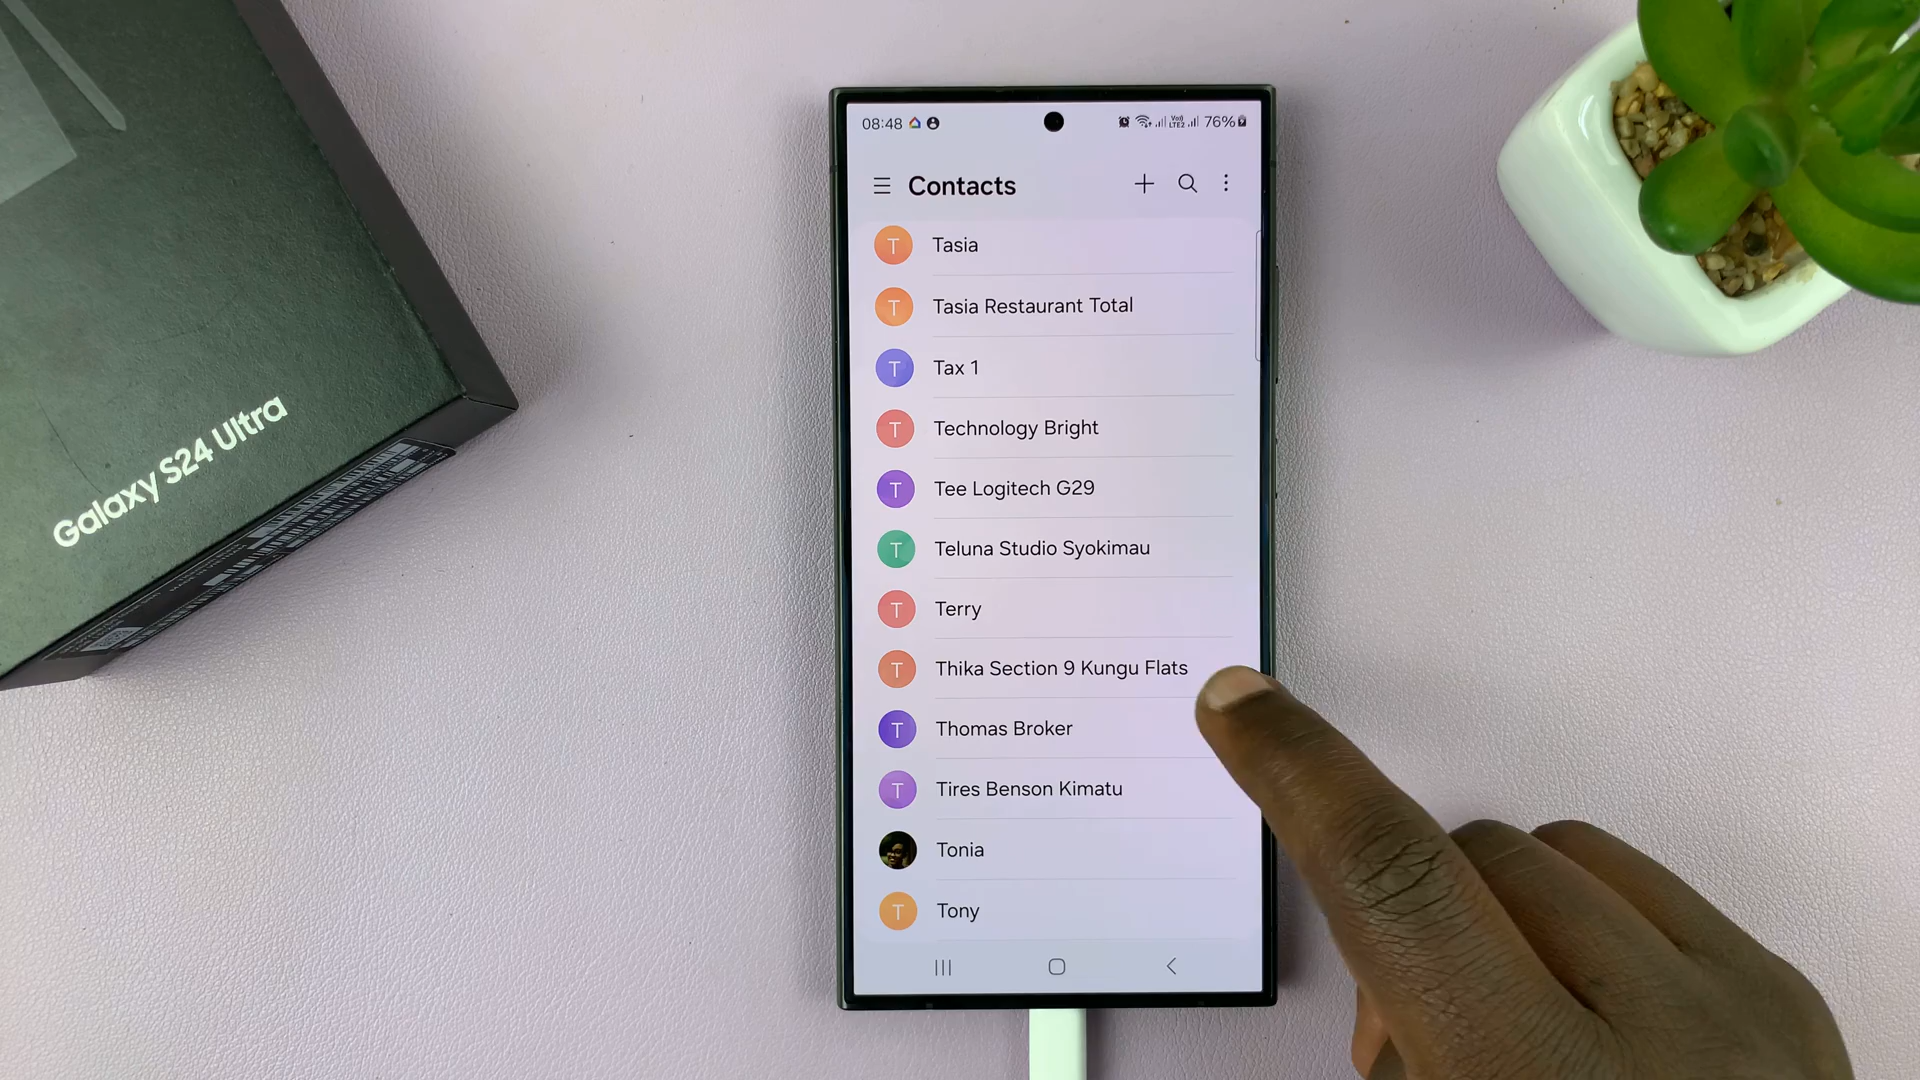 Galaxy S24 Ultra
08:48
76%
Contacts
T Tasia
T Tasia Restaurant Total
T Tax 1
T Technology Bright
T Tee Logitech G29
T Teluna Studio Syokimau
T Terry
T Thika Section 9 Kungu Flats
T Thomas Broker
T Tires Benson Kimatu
Tonia
T Tony